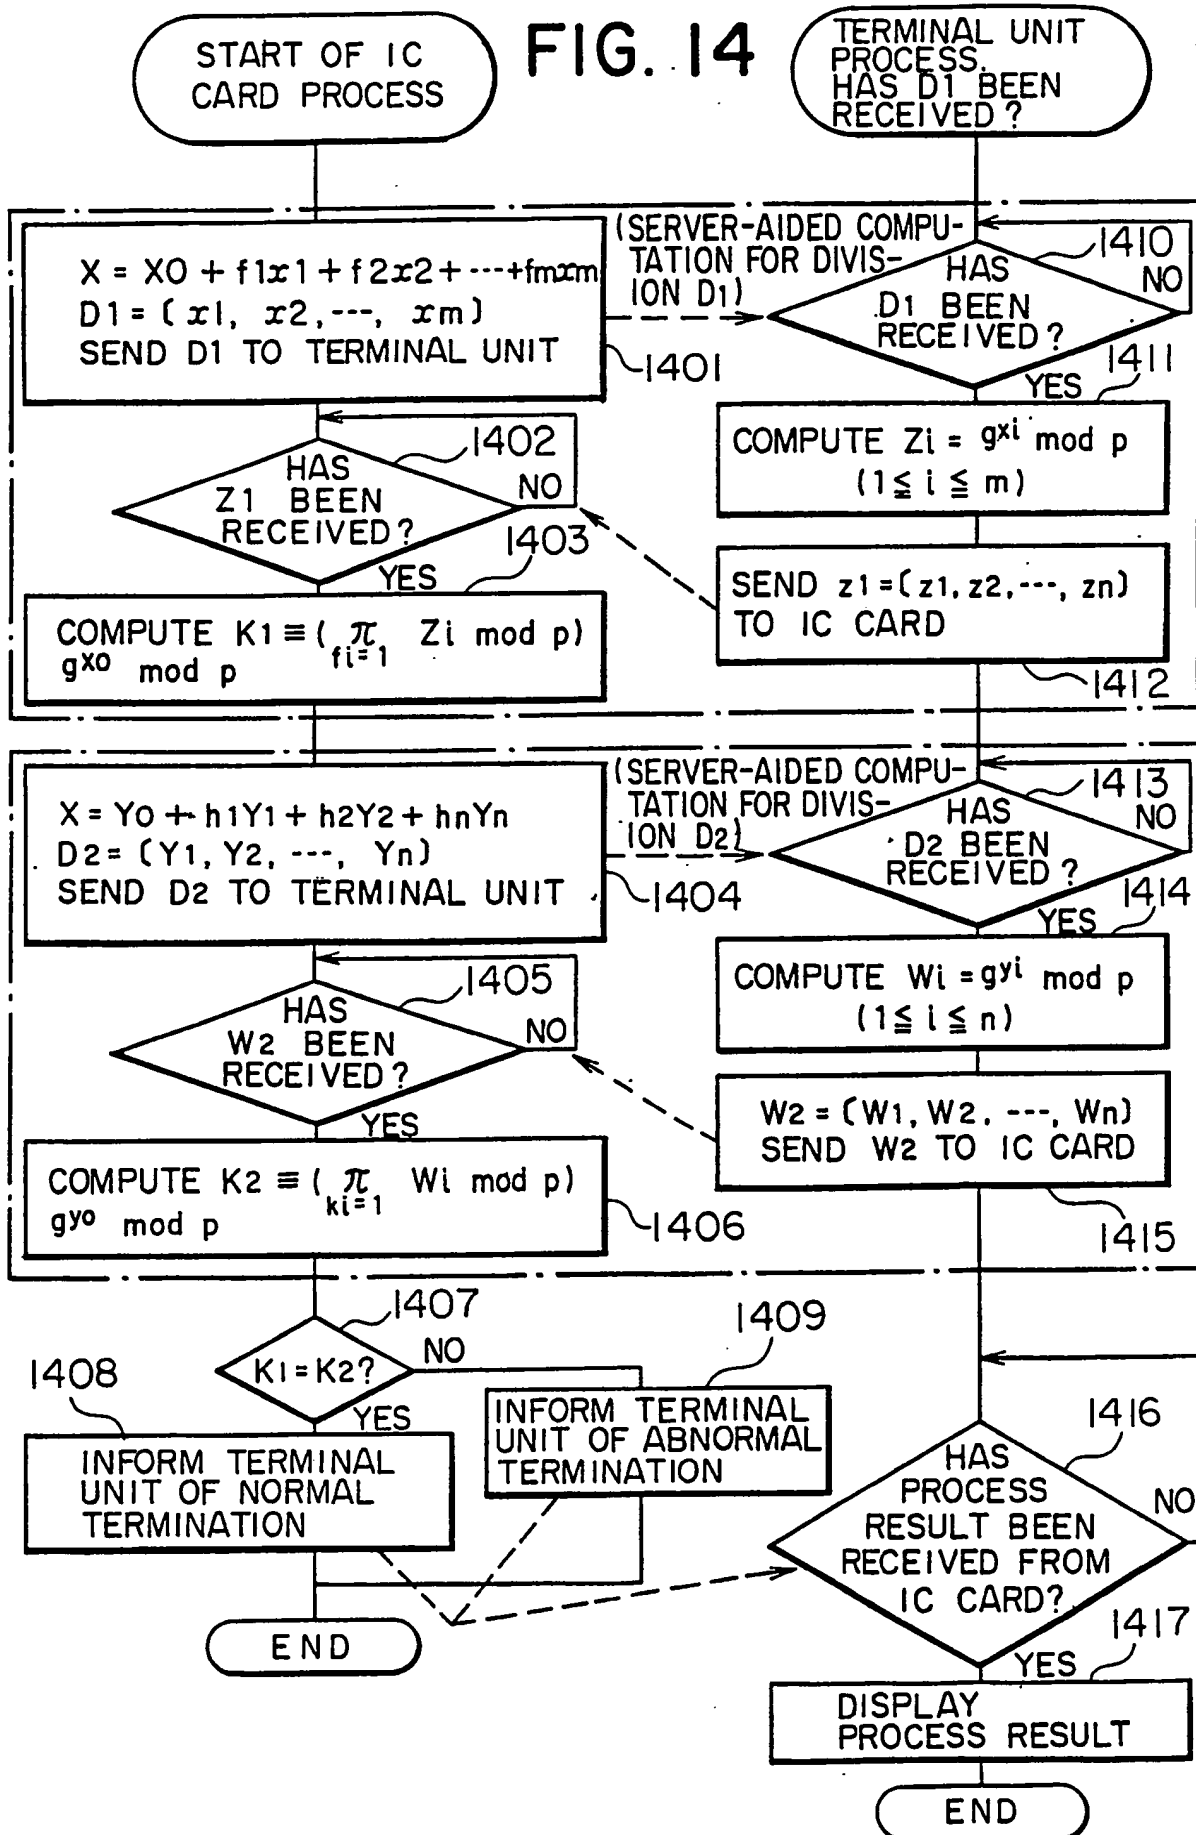 FIG. 14
START OF IC
CARD PROCESS
TERMINAL UNIT
PROCESS.
HAS D1 BEEN
RECEIVED?
X = X0 + f1x1 + f2x2 + ---+fmxm
D1 = (x1, x2, ---, xm)
SEND D1 TO TERMINAL UNIT
1401
(SERVER-AIDED COMPU-
TATION FOR DIVIS-
ION D1)
HAS
D1 BEEN
RECEIVED?
1410
NO
YES
1411
COMPUTE Zi = g^xi mod p
(1≦ i ≦ m)
HAS
Z1 BEEN
RECEIVED?
1402
NO
YES
1403
SEND z1 = (z1, z2, ---, zn)
TO IC CARD
1412
COMPUTE K1 ≡ ( π fi=1 Zi mod p)
g^x0 mod p
X = Y0 + h1Y1 + h2Y2 + hnYn
D2 = (Y1, Y2, ---, Yn)
SEND D2 TO TERMINAL UNIT
1404
(SERVER-AIDED COMPU-
TATION FOR DIVIS-
ION D2)
HAS
D2 BEEN
RECEIVED?
1413
NO
YES
1414
COMPUTE Wi = g^yi mod p
(1≦ i ≦ n)
HAS
W2 BEEN
RECEIVED?
1405
NO
YES
W2 = (W1, W2, ---, Wn)
SEND W2 TO IC CARD
1415
COMPUTE K2 ≡ ( π ki=1 Wi mod p)
g^y0 mod p
1406
K1 = K2?
1407
NO
YES
1408
INFORM TERMINAL
UNIT OF NORMAL
TERMINATION
1409
INFORM TERMINAL
UNIT OF ABNORMAL
TERMINATION
END
HAS
PROCESS
RESULT BEEN
RECEIVED FROM
IC CARD?
1416
NO
YES
1417
DISPLAY
PROCESS RESULT
END